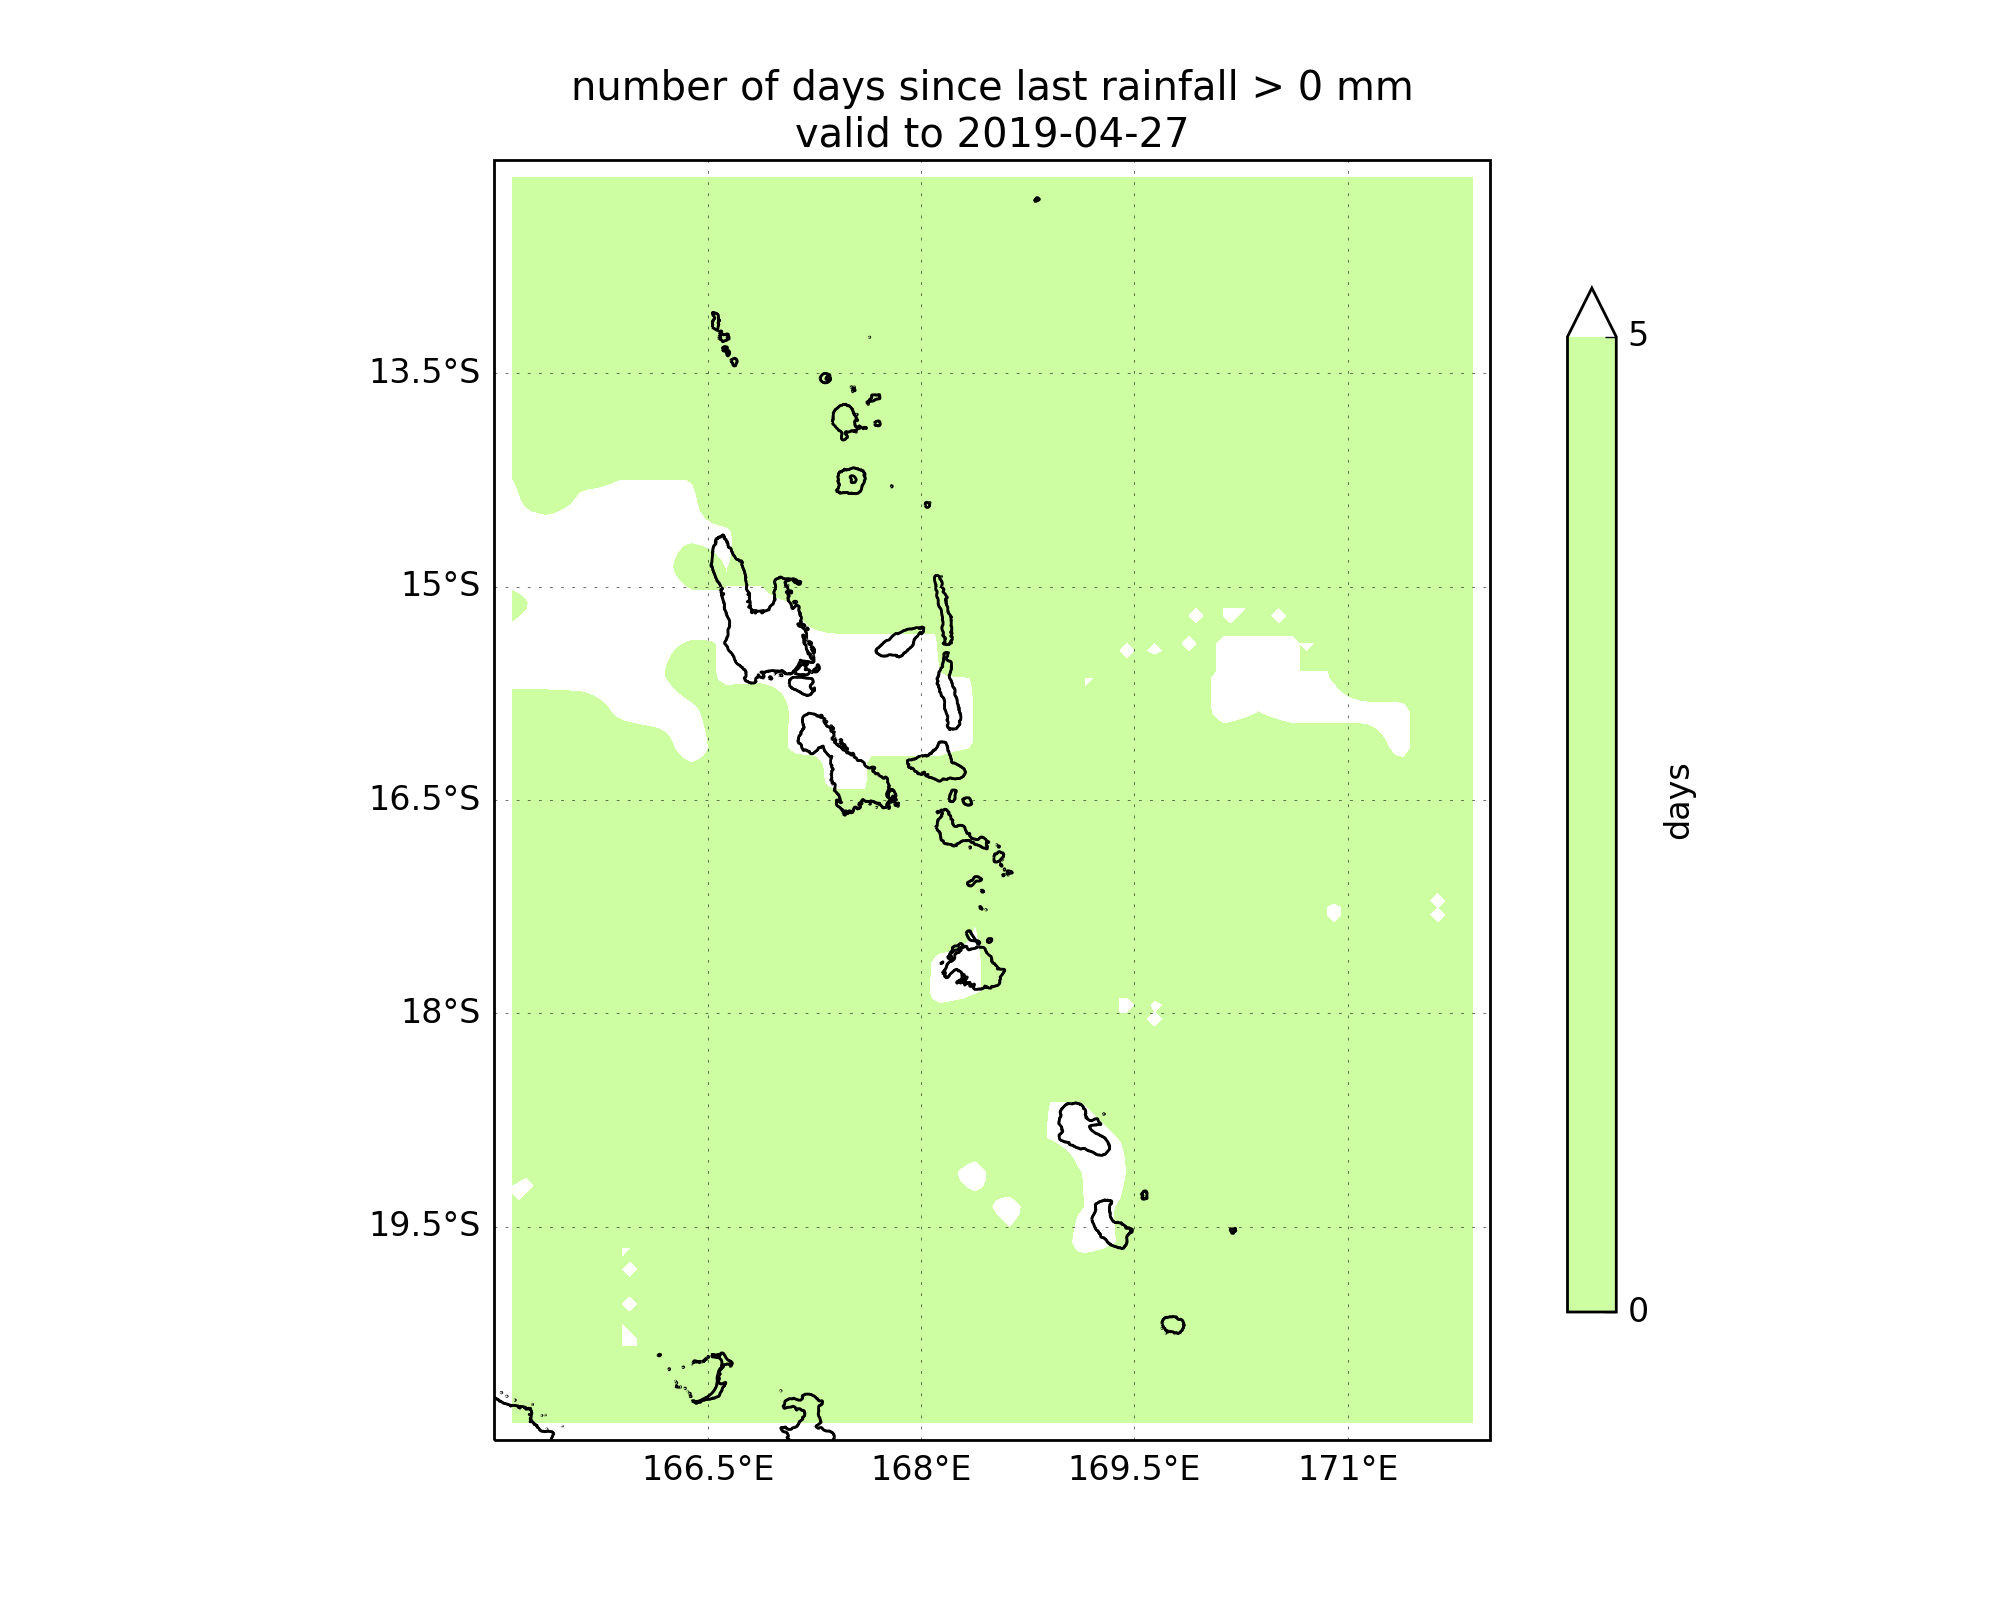 number of days since last rainfall > 0 mm
valid to 2019-04-27
13.5°S
15°S
16.5°S
18°S
19.5°S
166.5°E
168°E
169.5°E
171°E
5
0
days